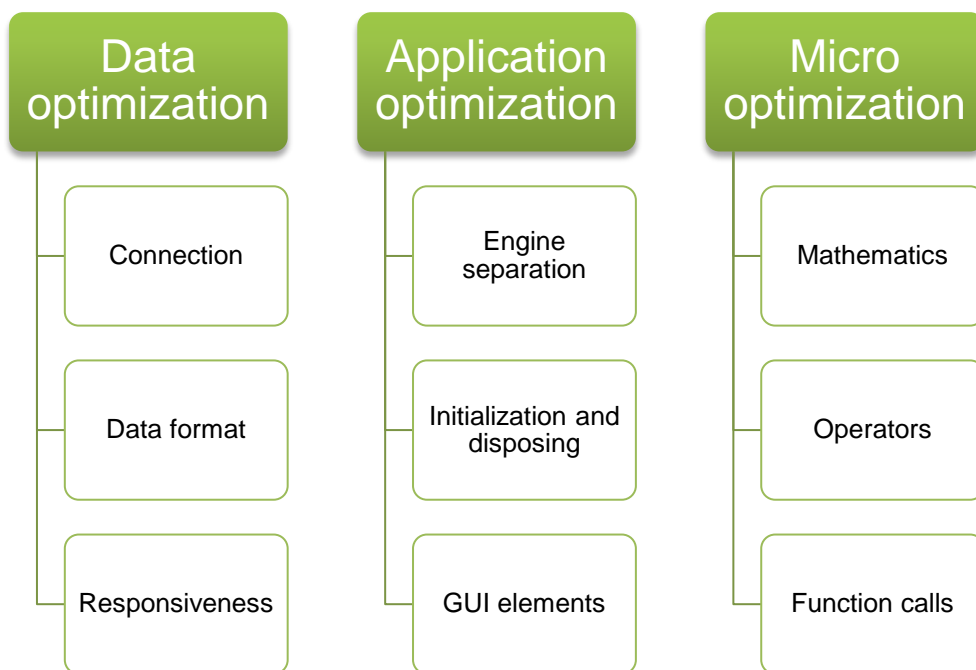 Data
optimization
Connection
Data format
Responsiveness
Application
optimization
Engine
separation
Initialization and
disposing
GUI elements
Micro
optimization
Mathematics
Operators
Function calls